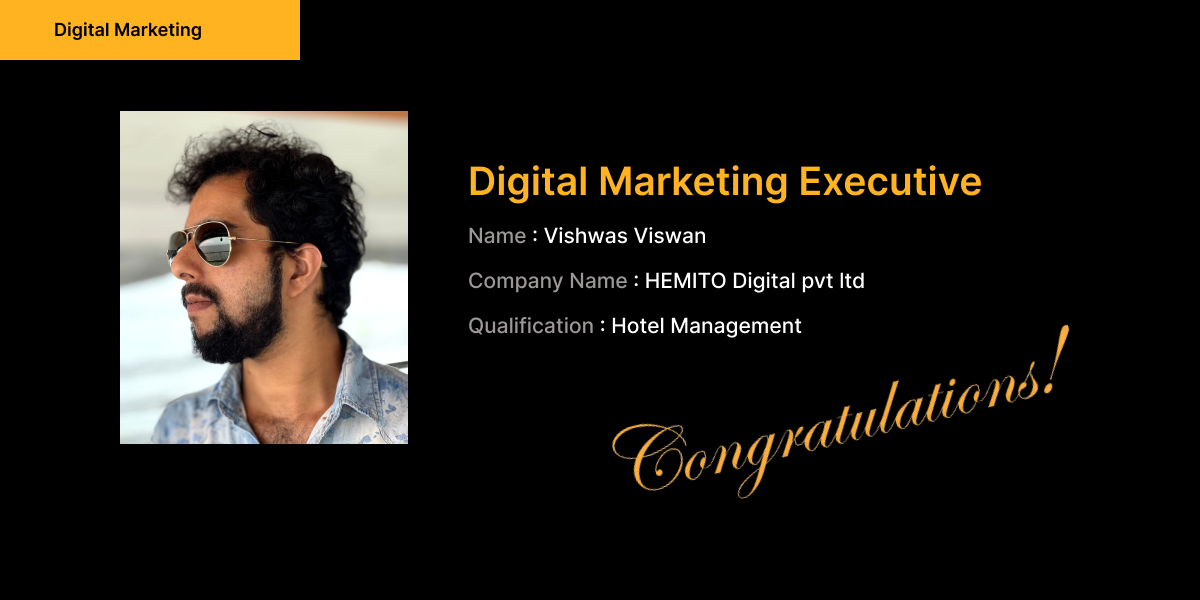 Digital Marketing
Digital Marketing Executive
Name : Vishwas Viswan
Company Name : HEMITO Digital pvt ltd
Qualification : Hotel Management
Congratulations!